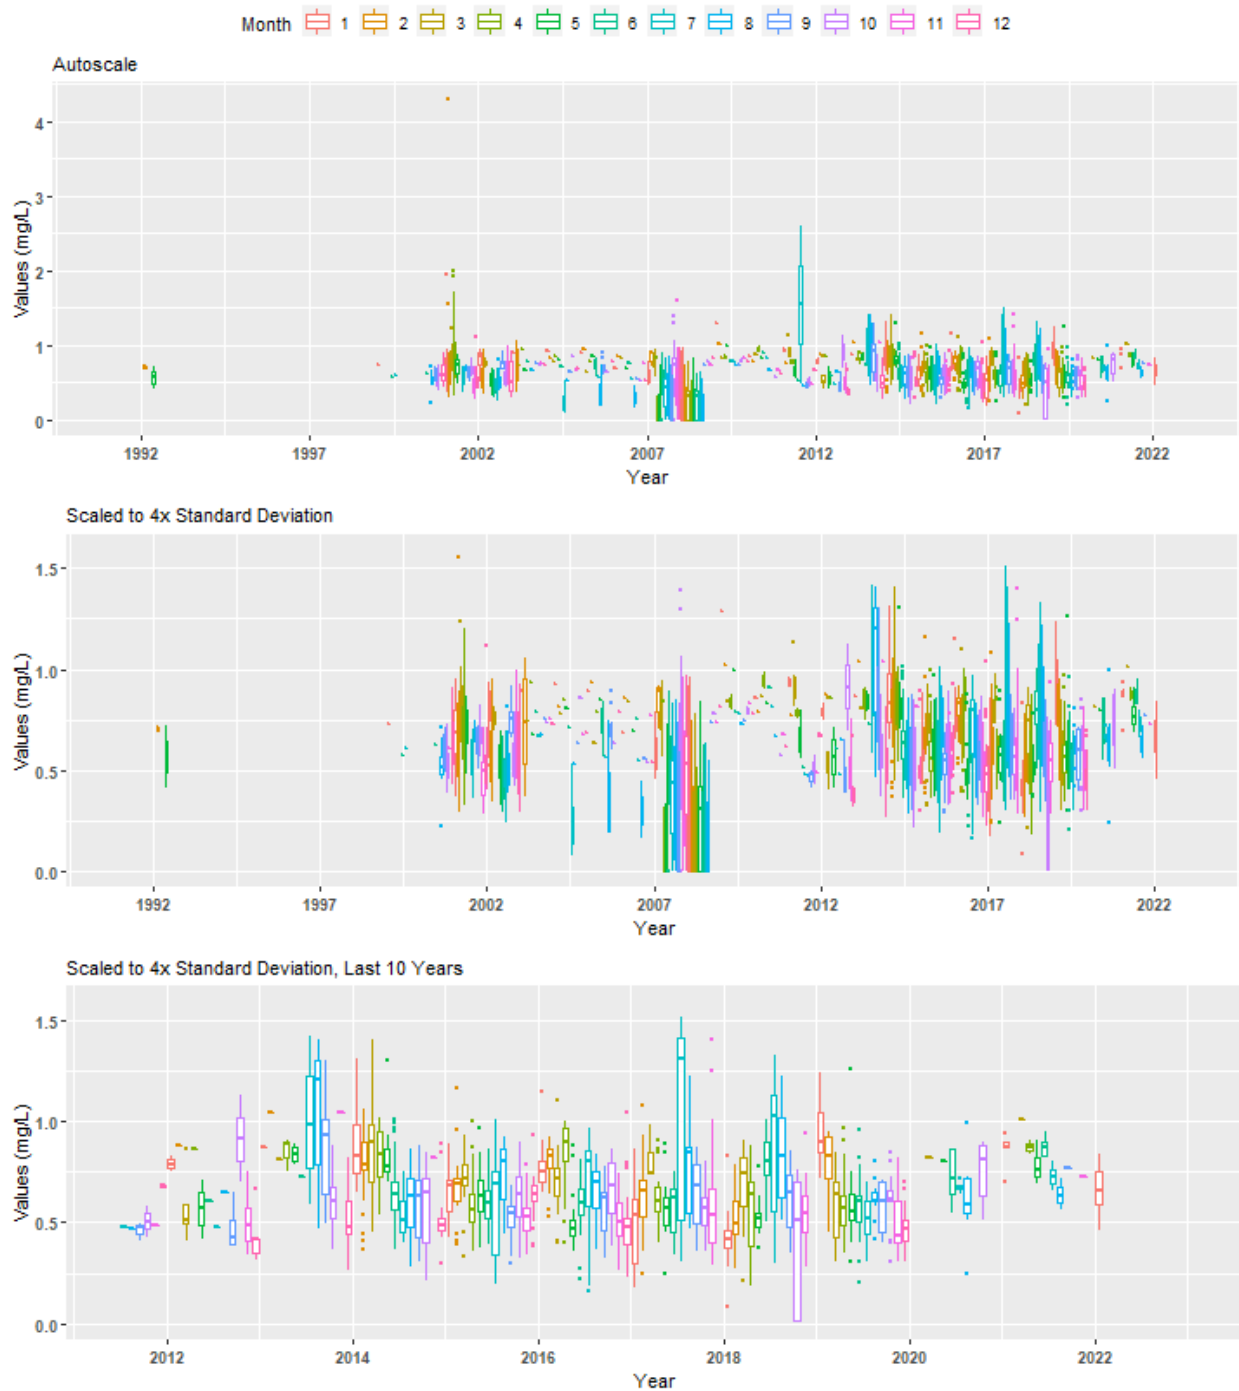 Month 1 2 3 4 5 6 7 8 9 10 11 12
Autoscale
Values (mg/L)
4
3
2
1
0
1992 1997 2002 2007 2012 2017 2022
Year
Scaled to 4x Standard Deviation
Values (mg/L)
1.5
1.0
0.5
0.0
1992 1997 2002 2007 2012 2017 2022
Year
Scaled to 4x Standard Deviation, Last 10 Years
Values (mg/L)
1.5
1.0
0.5
0.0
2012 2014 2016 2018 2020 2022
Year